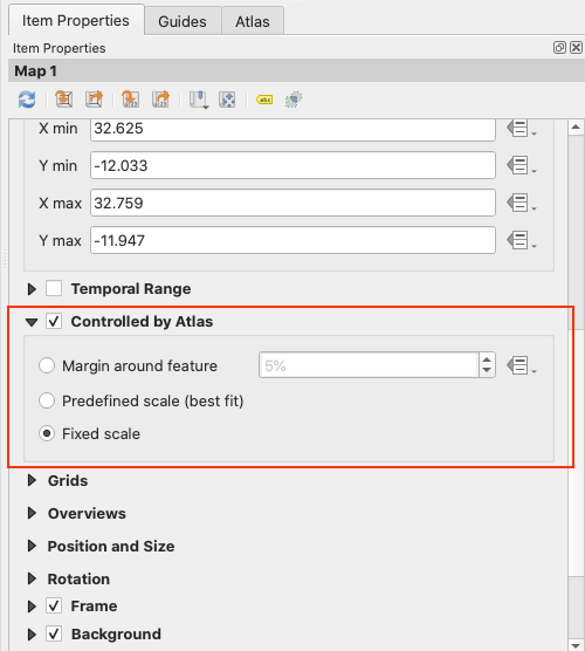 Item Properties Guides Atlas
Item Properties
Map 1
abc
X min 32.625
Y min -12.033
X max 32.759
Y max -11.947
Temporal Range
Controlled by Atlas
Margin around feature 5%
Predefined scale (best fit)
Fixed scale
Grids
Overviews
Position and Size
Rotation
Frame
Background